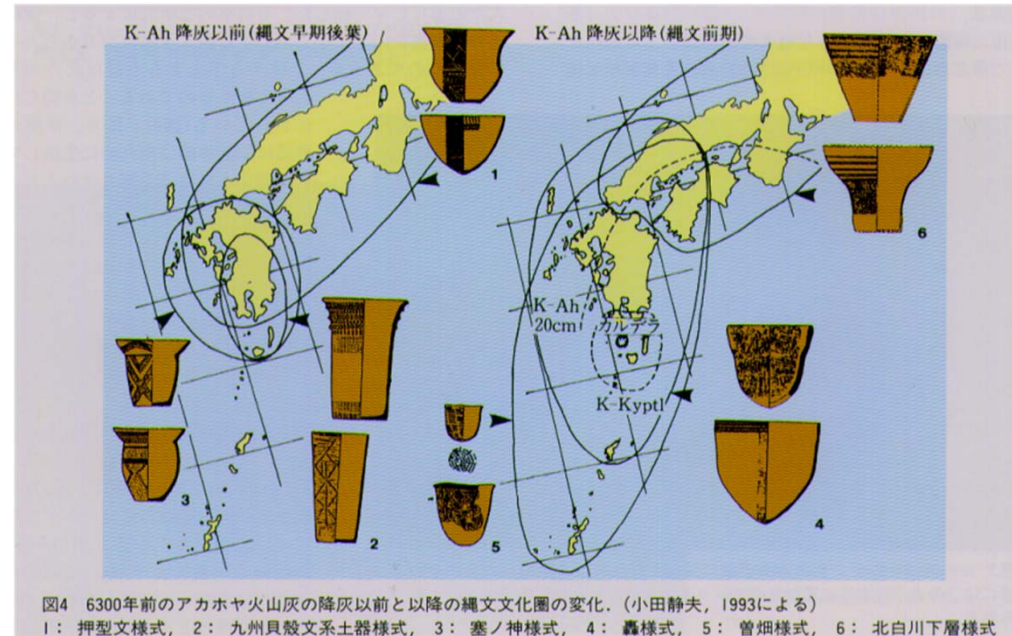 K-Ah 降灰以前(縄文早期後葉)
K-Ah 降灰以降(縄文前期)
1
6
K-Ah
20cm
カルデラ
K-Kyptl
3
2
5
4
図4 6300年前のアカホヤ火山灰の降灰以前と以降の縄文文化圏の変化.(小田静夫,1993による)
1: 押型文様式, 2: 九州貝殻文系土器様式, 3: 塞ノ神様式, 4: 轟様式, 5: 曽畑様式, 6: 北白川下層様式